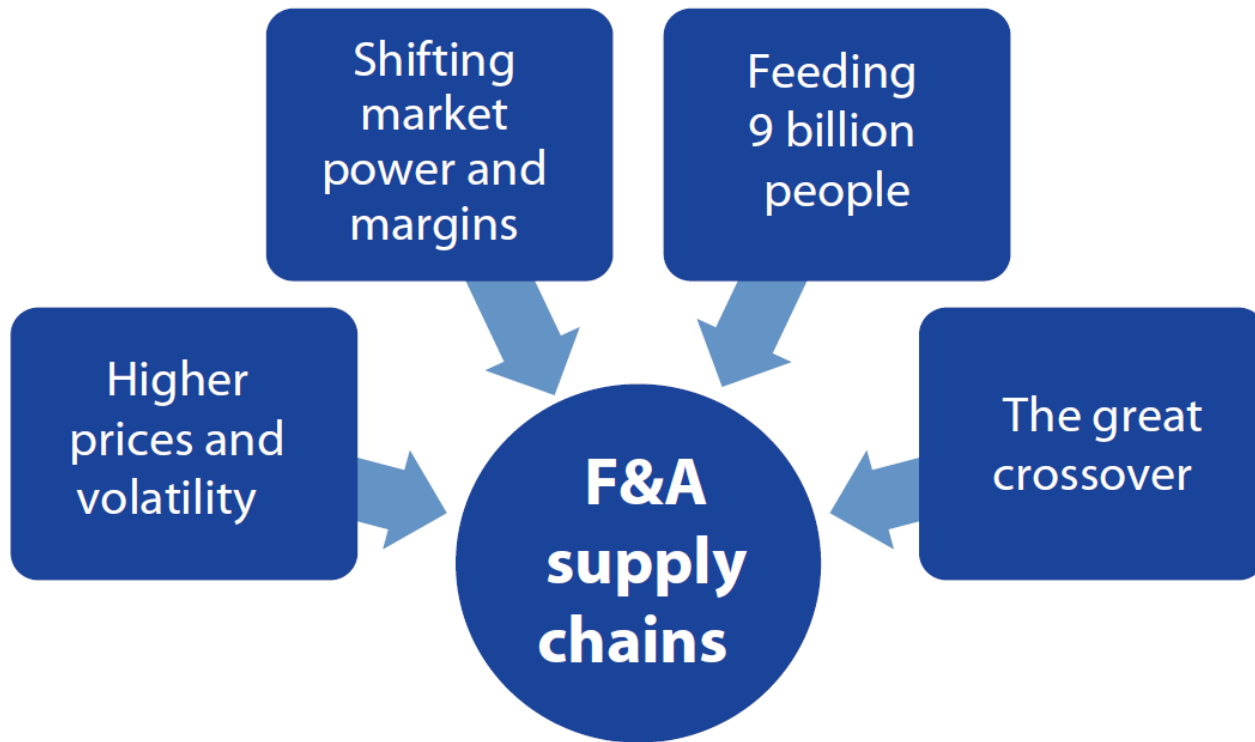 Shifting
market
power and
margins
Feeding
9 billion
people
Higher
prices and
volatility
The great
crossover
F&A
supply
chains